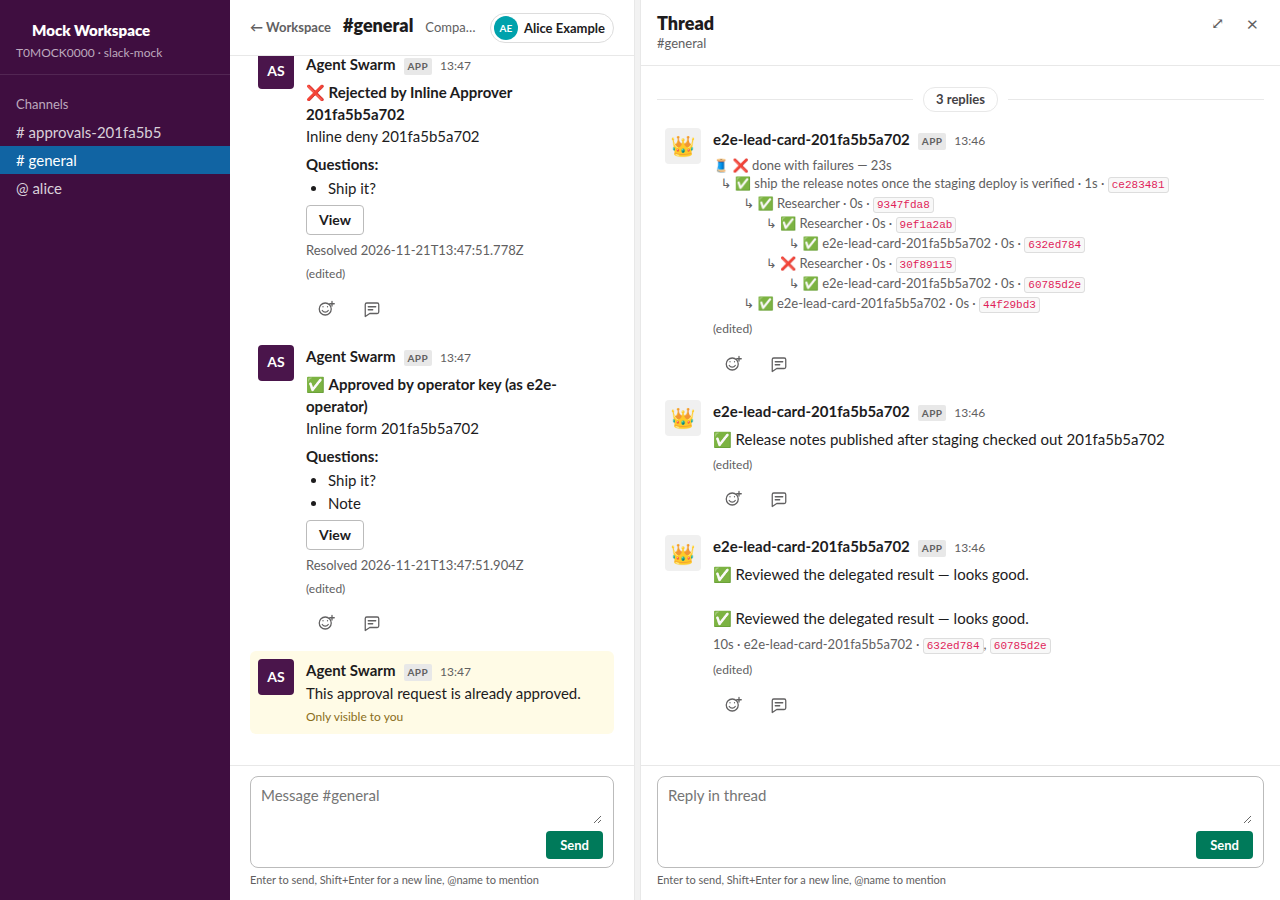 Mock Workspace
T0MOCK0000 · slack-mock
Channels
# approvals-201fa5b5
# general
@ alice
← Workspace #general Compa... AE Alice Example
AS Agent Swarm APP 13:47
❌ Rejected by Inline Approver
201fa5b5a702
Inline deny 201fa5b5a702
Questions:
• Ship it?
View
Resolved 2026-11-21T13:47:51.778Z
(edited)
AS Agent Swarm APP 13:47
✅ Approved by operator key (as e2e-
operator)
Inline form 201fa5b5a702
Questions:
• Ship it?
• Note
View
Resolved 2026-11-21T13:47:51.904Z
(edited)
AS Agent Swarm APP 13:47
This approval request is already approved.
Only visible to you
Message #general
Send
Enter to send, Shift+Enter for a new line, @name to mention
Thread
#general
3 replies
e2e-lead-card-201fa5b5a702 APP 13:46
🧵 ❌ done with failures — 23s
↳ ✅ ship the release notes once the staging deploy is verified · 1s · ce283481
↳ ✅ Researcher · 0s · 9347fda8
↳ ✅ Researcher · 0s · 9ef1a2ab
↳ ✅ e2e-lead-card-201fa5b5a702 · 0s · 632ed784
↳ ❌ Researcher · 0s · 30f89115
↳ ✅ e2e-lead-card-201fa5b5a702 · 0s · 60785d2e
↳ ✅ e2e-lead-card-201fa5b5a702 · 0s · 44f29bd3
(edited)
e2e-lead-card-201fa5b5a702 APP 13:46
✅ Release notes published after staging checked out 201fa5b5a702
(edited)
e2e-lead-card-201fa5b5a702 APP 13:46
✅ Reviewed the delegated result — looks good.
✅ Reviewed the delegated result — looks good.
10s · e2e-lead-card-201fa5b5a702 · 632ed784, 60785d2e
(edited)
Reply in thread
Send
Enter to send, Shift+Enter for a new line, @name to mention